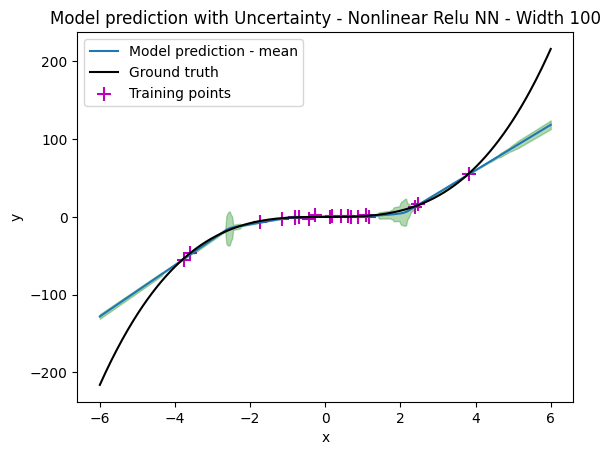 Model prediction with Uncertainty - Nonlinear Relu NN - Width 100
Model prediction - mean
Ground truth
Training points
200
100
0
−100
−200
y
−6
−4
−2
0
2
4
6
x